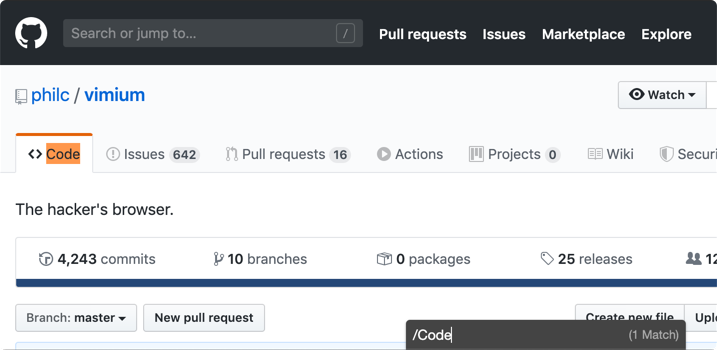 Search or jump to... /
Pull requests Issues Marketplace Explore
philc / vimium
Watch
<> Code Issues 642 Pull requests 16 Actions Projects 0 Wiki Securi
The hacker's browser.
4,243 commits 10 branches 0 packages 25 releases 12
Branch: master New pull request Create new file Uplo
/Code (1 Match)